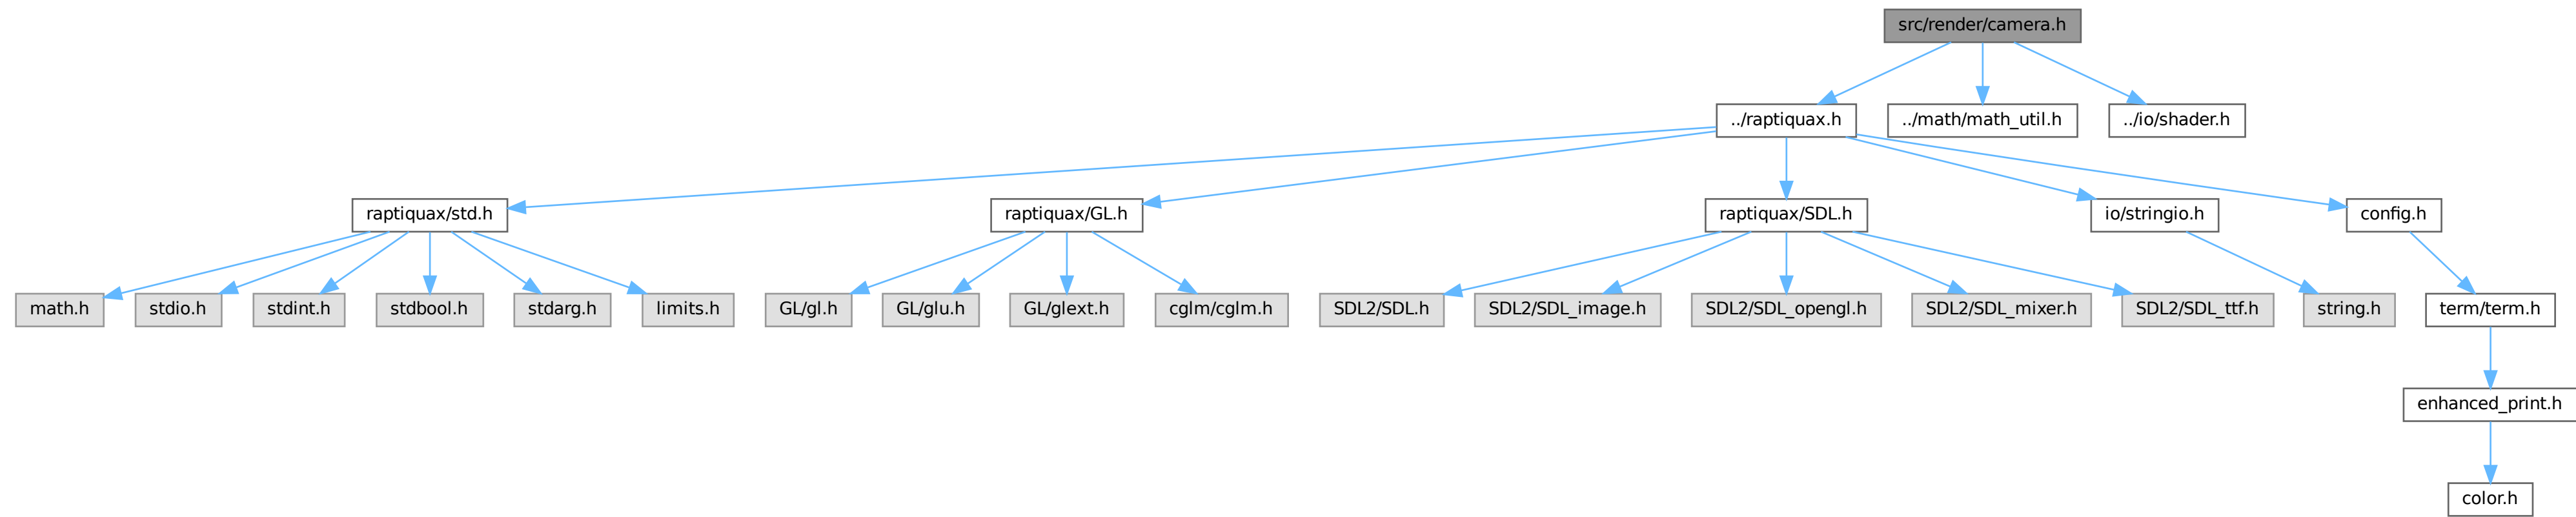 src/render/camera.h
../raptiquax.h
../math/math_util.h
../io/shader.h
raptiquax/std.h
raptiquax/GL.h
raptiquax/SDL.h
io/stringio.h
config.h
math.h
stdio.h
stdint.h
stdbool.h
stdarg.h
limits.h
GL/gl.h
GL/glu.h
GL/glext.h
cglm/cglm.h
SDL2/SDL.h
SDL2/SDL_image.h
SDL2/SDL_opengl.h
SDL2/SDL_mixer.h
SDL2/SDL_ttf.h
string.h
term/term.h
enhanced_print.h
color.h